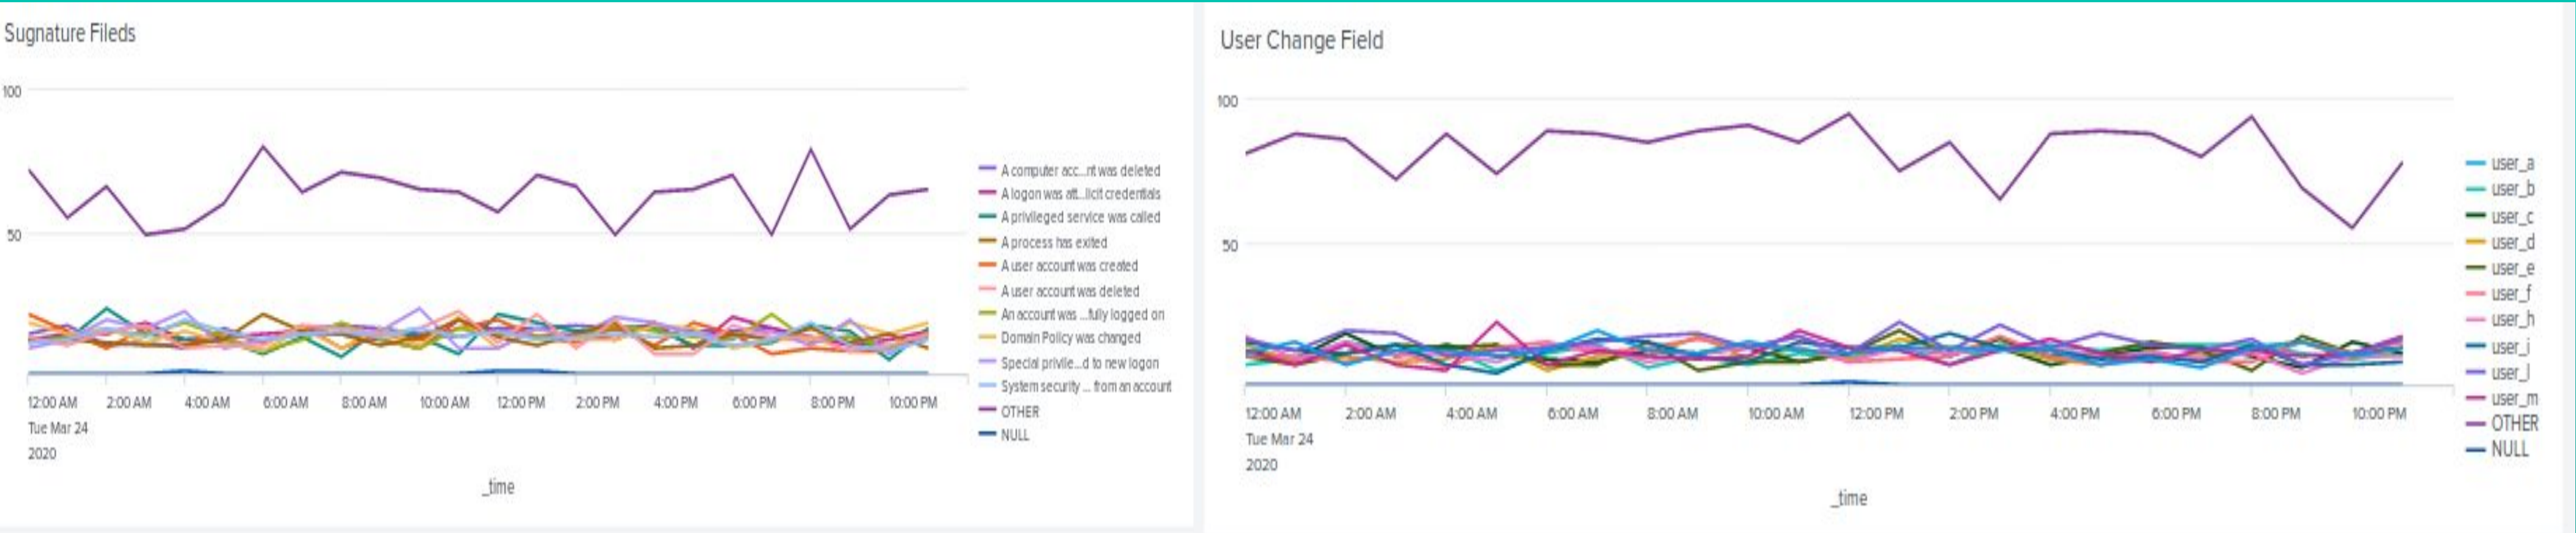 Sugnature Fileds
100
50
12:00 AM 2:00 AM 4:00 AM 6:00 AM 8:00 AM 10:00 AM 12:00 PM 2:00 PM 4:00 PM 6:00 PM 8:00 PM 10:00 PM
Tue Mar 24
2020
_time
A computer acc...nt was deleted
A logon was att...licit credentials
A privileged service was called
A process has exited
A user account was created
A user account was deleted
An account was ...fully logged on
Domain Policy was changed
Special privile...d to new logon
System security ... from an account
OTHER
NULL
User Change Field
100
50
12:00 AM 2:00 AM 4:00 AM 6:00 AM 8:00 AM 10:00 AM 12:00 PM 2:00 PM 4:00 PM 6:00 PM 8:00 PM 10:00 PM
Tue Mar 24
2020
_time
user_a
user_b
user_c
user_d
user_e
user_f
user_h
user_i
user_l
user_m
OTHER
NULL